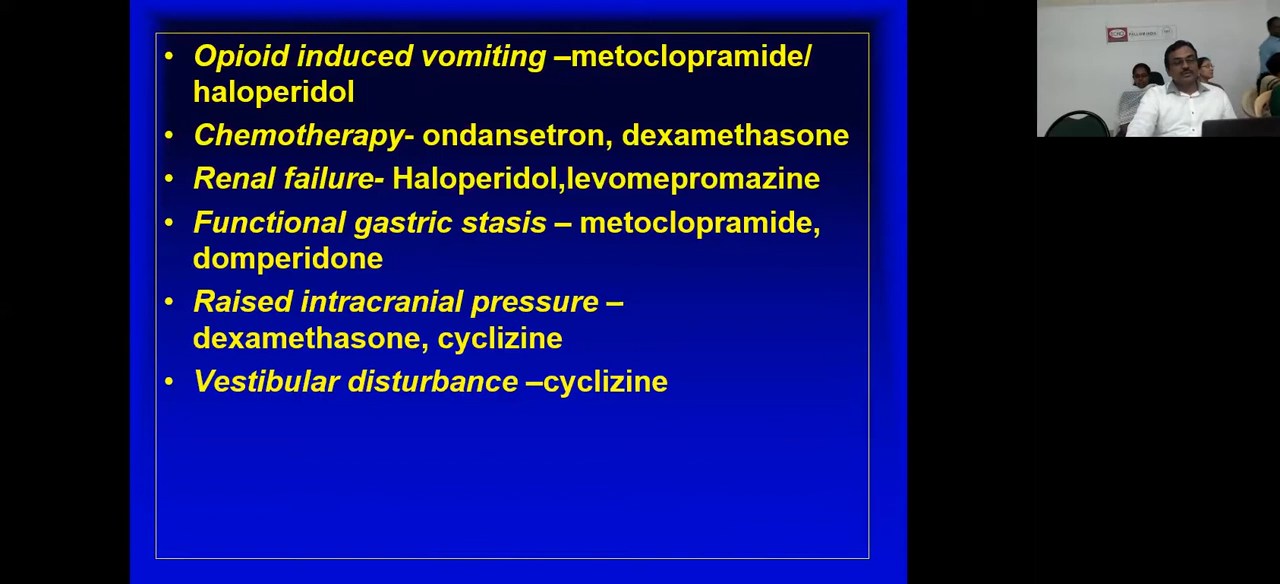 • Opioid induced vomiting –metoclopramide/
haloperidol
• Chemotherapy- ondansetron, dexamethasone
• Renal failure- Haloperidol,levomepromazine
• Functional gastric stasis – metoclopramide,
domperidone
• Raised intracranial pressure –
dexamethasone, cyclizine
• Vestibular disturbance –cyclizine